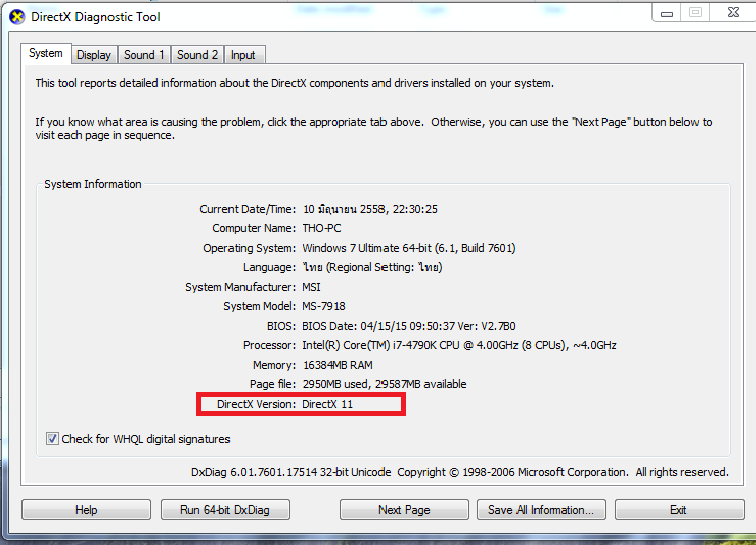 DirectX Diagnostic Tool
System Display Sound 1 Sound 2 Input
This tool reports detailed information about the DirectX components and drivers installed on your system.
If you know what area is causing the problem, click the appropriate tab above. Otherwise, you can use the "Next Page" button below to
visit each page in sequence.
System Information
Current Date/Time: 10 มิถุนายน 2558, 22:30:25
Computer Name: THO-PC
Operating System: Windows 7 Ultimate 64-bit (6.1, Build 7601)
Language: ไทย (Regional Setting: ไทย)
System Manufacturer: MSI
System Model: MS-7918
BIOS: BIOS Date: 04/15/15 09:50:37 Ver: V2.7B0
Processor: Intel(R) Core(TM) i7-4790K CPU @ 4.00GHz (8 CPUs), ~4.0GHz
Memory: 16384MB RAM
Page file: 2950MB used, 29587MB available
DirectX Version: DirectX 11
Check for WHQL digital signatures
DxDiag 6.01.7601.17514 32-bit Unicode Copyright © 1998-2006 Microsoft Corporation. All rights reserved.
Help Run 64-bit DxDiag Next Page Save All Information... Exit